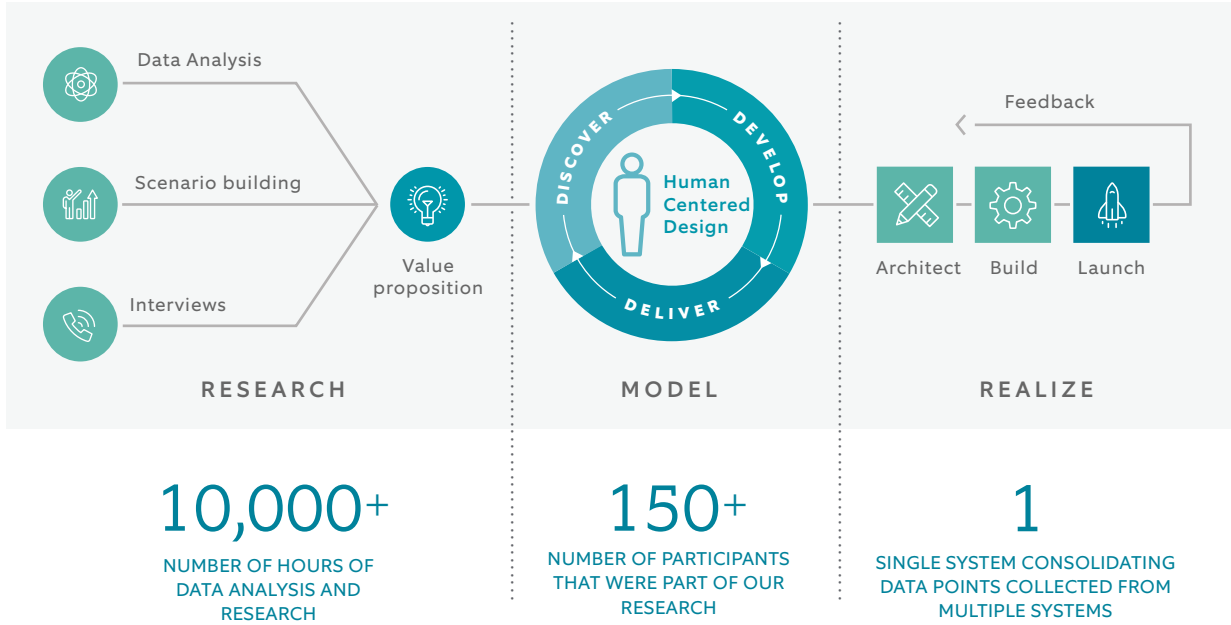 Data Analysis
Scenario building
Interviews
Value
proposition
RESEARCH
DISCOVER
DEVELOP
DELIVER
Human
Centered
Design
MODEL
Feedback
Architect
Build
Launch
REALIZE
10,000+
NUMBER OF HOURS OF
DATA ANALYSIS AND
RESEARCH
150+
NUMBER OF PARTICIPANTS
THAT WERE PART OF OUR
RESEARCH
1
SINGLE SYSTEM CONSOLIDATING
DATA POINTS COLLECTED FROM
MULTIPLE SYSTEMS